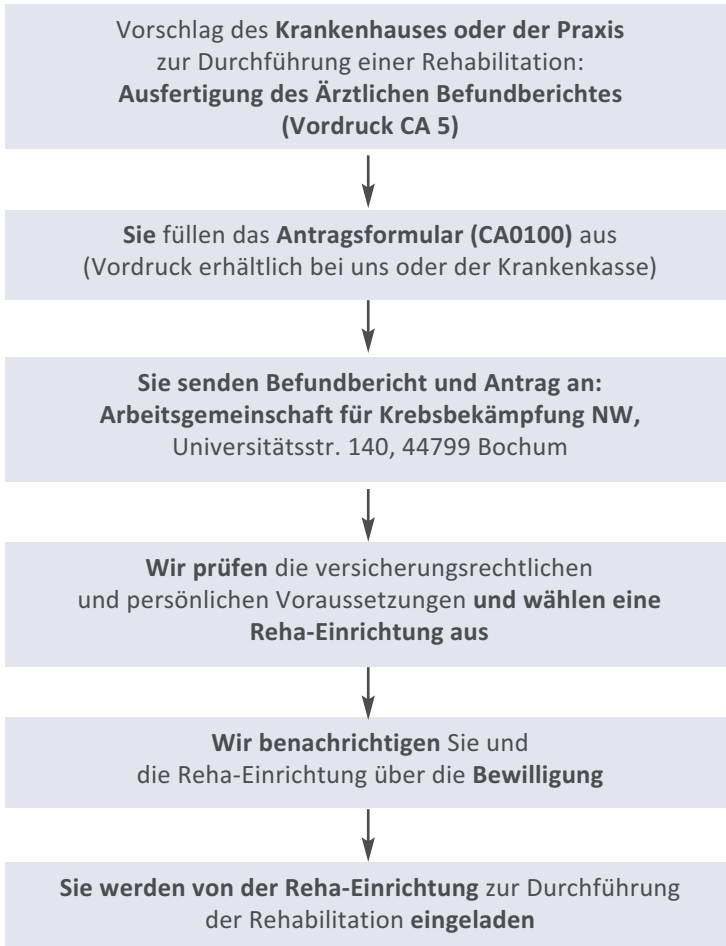 Vorschlag des Krankenhauses oder der Praxis
zur Durchführung einer Rehabilitation:
Ausfertigung des Ärztlichen Befundberichtes
(Vordruck CA 5)
Sie füllen das Antragsformular (CA0100) aus
(Vordruck erhältlich bei uns oder der Krankenkasse)
Sie senden Befundbericht und Antrag an:
Arbeitsgemeinschaft für Krebsbekämpfung NW,
Universitätsstr. 140, 44799 Bochum
Wir prüfen die versicherungsrechtlichen
und persönlichen Voraussetzungen und wählen eine
Reha-Einrichtung aus
Wir benachrichtigen Sie und
die Reha-Einrichtung über die Bewilligung
Sie werden von der Reha-Einrichtung zur Durchführung
der Rehabilitation eingeladen